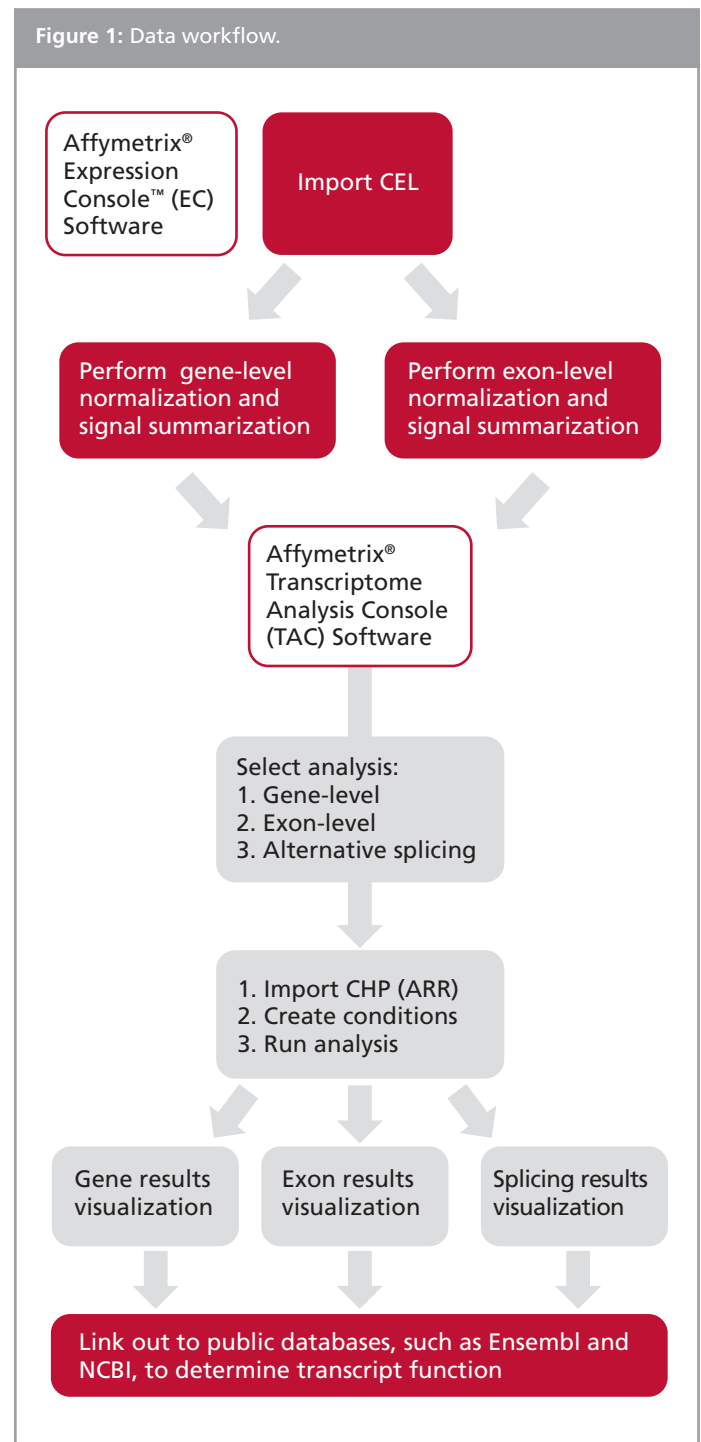 Figure 1: Data workflow.
Affymetrix®
Expression
Console™ (EC)
Software
Import CEL
Perform gene-level
normalization and
signal summarization
Perform exon-level
normalization and
signal summarization
Affymetrix®
Transcriptome
Analysis Console
(TAC) Software
Select analysis:
1. Gene-level
2. Exon-level
3. Alternative splicing
1. Import CHP (ARR)
2. Create conditions
3. Run analysis
Gene results
visualization
Exon results
visualization
Splicing results
visualization
Link out to public databases, such as Ensembl and
NCBI, to determine transcript function